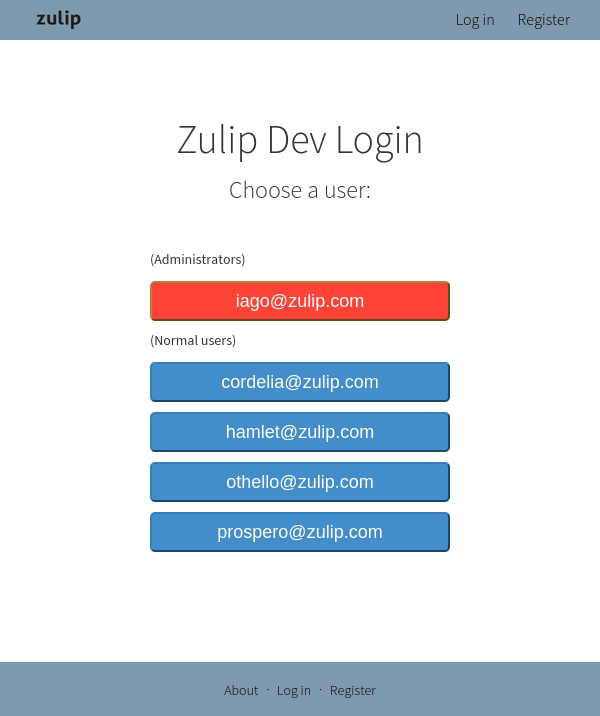 zulip Log in Register
Zulip Dev Login
Choose a user:
(Administrators)
iago@zulip.com
(Normal users)
cordelia@zulip.com
hamlet@zulip.com
othello@zulip.com
prospero@zulip.com
About · Log in · Register